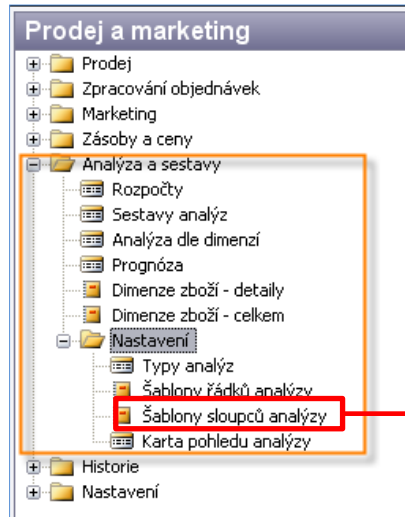 Prodej a marketing
Prodej
Zpracování objednávek
Marketing
Zásoby a ceny
Analýza a sestavy
Rozpočty
Sestavy analýz
Analýza dle dimenzí
Prognóza
Dimenze zboží - detaily
Dimenze zboží - celkem
Nastavení
Typy analýz
Šablony řádků analýzy
Šablony sloupců analýzy
Karta pohledu analýzy
Historie
Nastavení